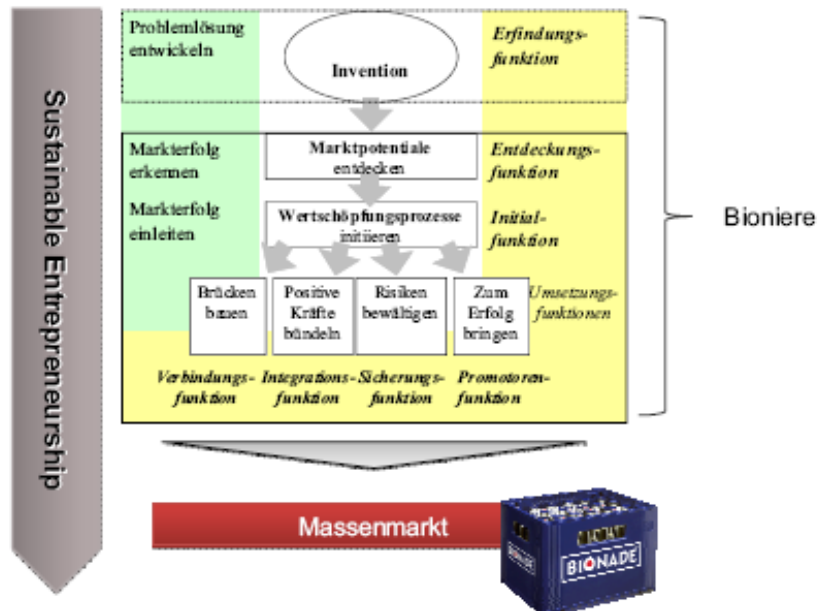 Sustainable Entrepreneurship
Problemlösung
entwickeln
Invention
Erfindungs-
funktion
Markterfolg
erkennen
Marktpotentiale
entdecken
Entdeckungs-
funktion
Markterfolg
einleiten
Wertschöpfungsprozesse
initiieren
Initial-
funktion
Brücken
bauen
Positive
Kräfte
bündeln
Risiken
bewältigen
Zum
Erfolg
bringen
Umsetzungs-
funktionen
Verbindungs-
funktion
Integrations-
funktion
Sicherungs-
funktion
Promotoren-
funktion
Bioniere
Massenmarkt
BIONADE